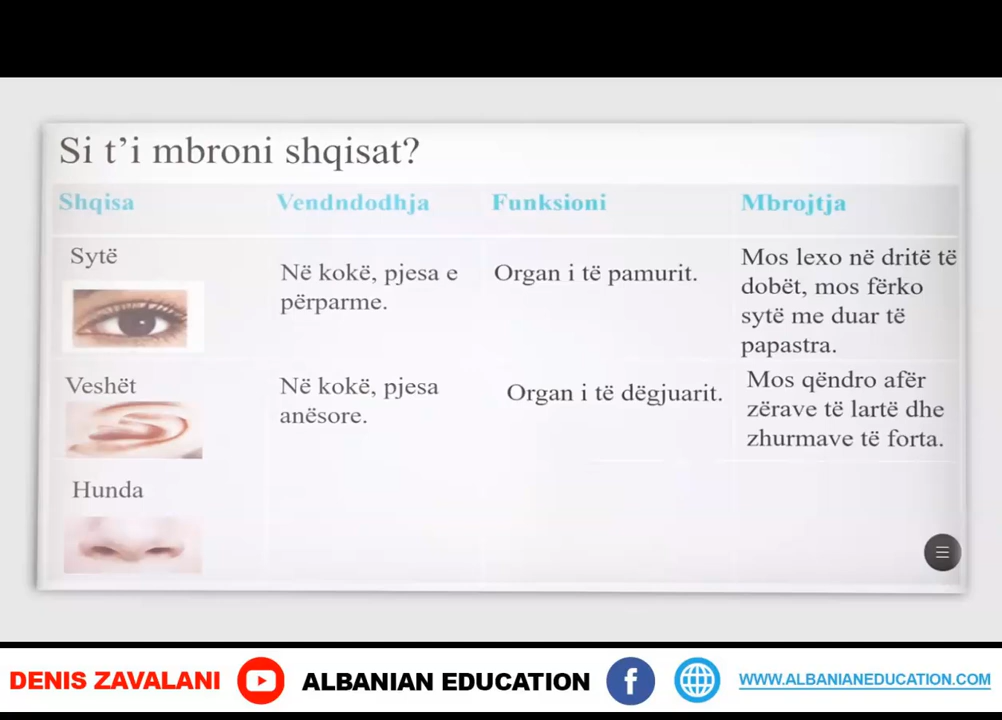 Si t'i mbroni shqisat?
Shqisa Vendndodhja Funksioni Mbrojtja
Sytë
Në kokë, pjesa e
përparme.
Organ i të pamurit.
Mos lexo në dritë të
dobët, mos fërko
sytë me duar të
papastra.
Veshët
Në kokë, pjesa
anësore.
Organ i të dëgjuarit.
Mos qëndro afër
zërave të lartë dhe
zhurmave të forta.
Hunda
DENIS ZAVALANI ALBANIAN EDUCATION f WWW.ALBANIANEDUCATION.COM